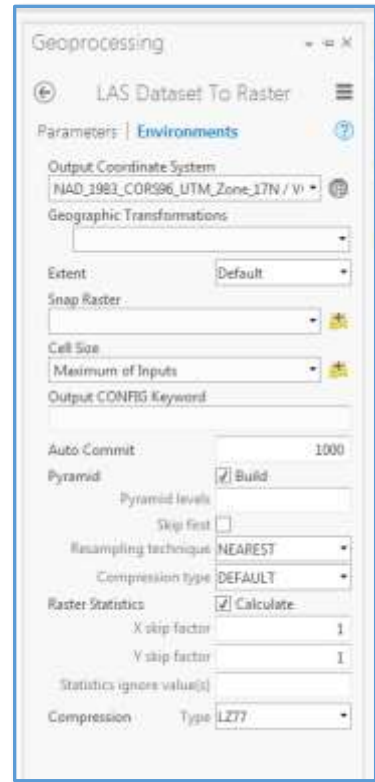 Geoprocessing
LAS Dataset To Raster
Parameters | Environments
Output Coordinate System
NAD_1983_CORS96_UTM_Zone_17N /
Geographic Transformations
Extent Default
Snap Raster
Cell Size
Maximum of Inputs
Output CONFIG Keyword
Auto Commit 1000
Pyramid Build
Pyramid levels
Skip first
Resampling technique NEAREST
Compression type DEFAULT
Raster Statistics Calculate
X skip factor 1
Y skip factor 1
Statistics ignore value(s)
Compression Type LZ77